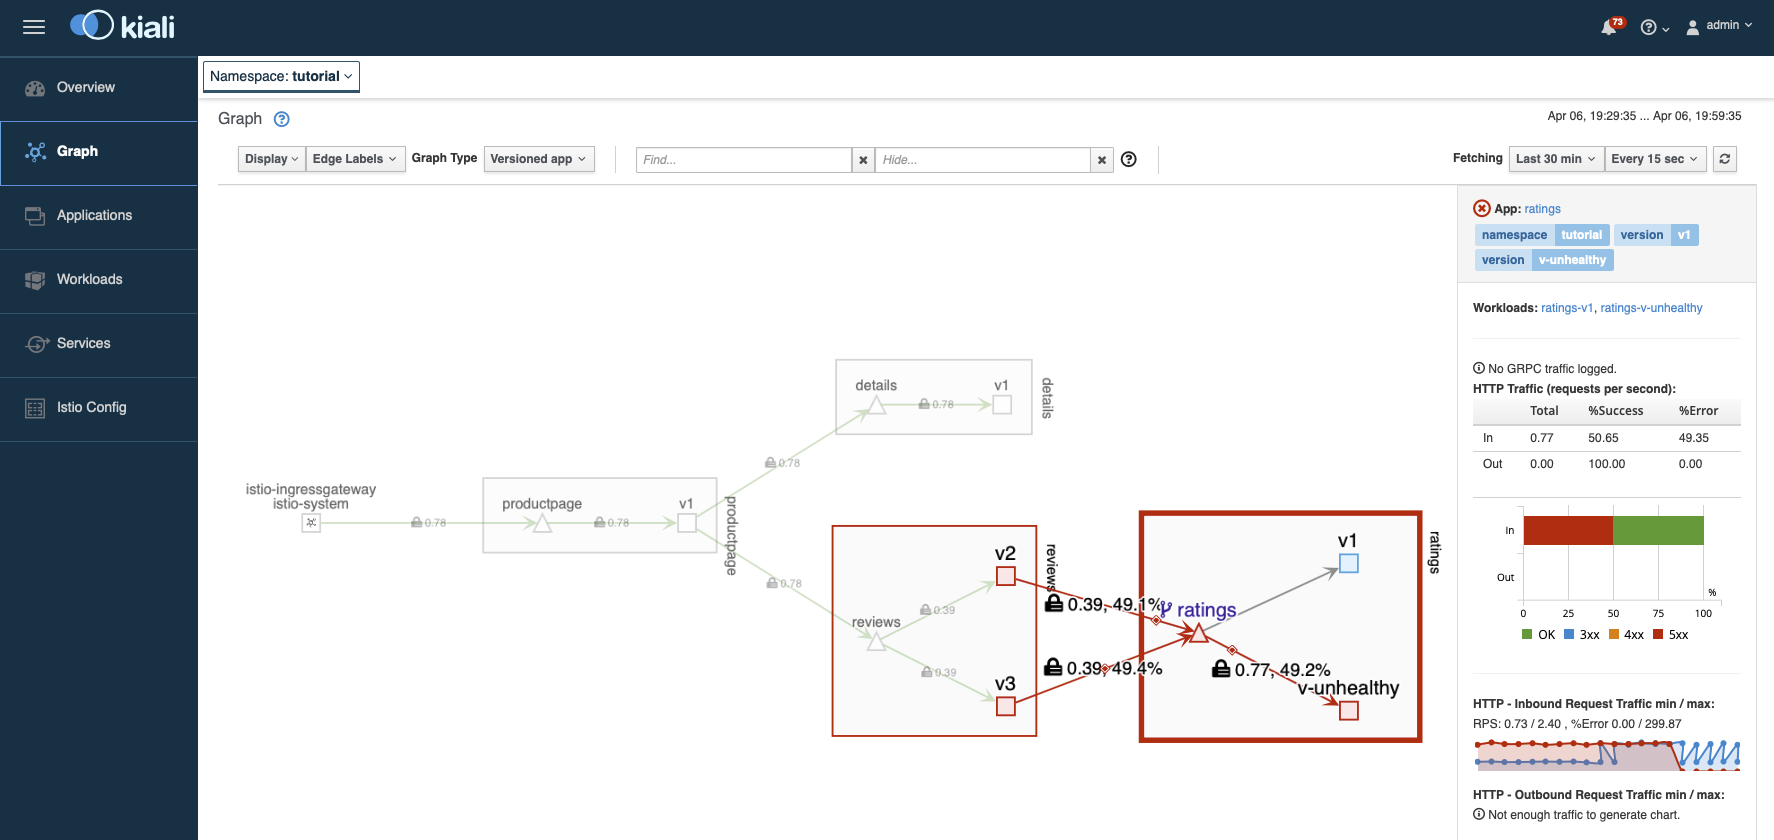 kiali
73
admin
Namespace: tutorial
Overview
Graph
Applications
Workloads
Services
Istio Config
Graph
Apr 06, 19:29:35 ... Apr 06, 19:59:35
Display
Edge Labels
Graph Type
Versioned app
Find...
Hide...
Fetching
Last 30 min
Every 15 sec
istio-ingressgateway
istio-system
0.78
productpage
0.78
v1
productpage
0.78
details
0.78
v1
details
0.78
reviews
0.39
0.39
v2
v3
reviews
0.39, 49.1%
0.39, 49.4%
ratings
v1
0.77, 49.2%
v-unhealthy
ratings
App: ratings
namespace tutorial version v1
version v-unhealthy
Workloads: ratings-v1, ratings-v-unhealthy
No GRPC traffic logged.
HTTP Traffic (requests per second):
Total %Success %Error
In 0.77 50.65 49.35
Out 0.00 100.00 0.00
In
Out
%
0 25 50 75 100
OK 3xx 4xx 5xx
HTTP - Inbound Request Traffic min / max:
RPS: 0.73 / 2.40 , %Error 0.00 / 299.87
HTTP - Outbound Request Traffic min / max:
Not enough traffic to generate chart.